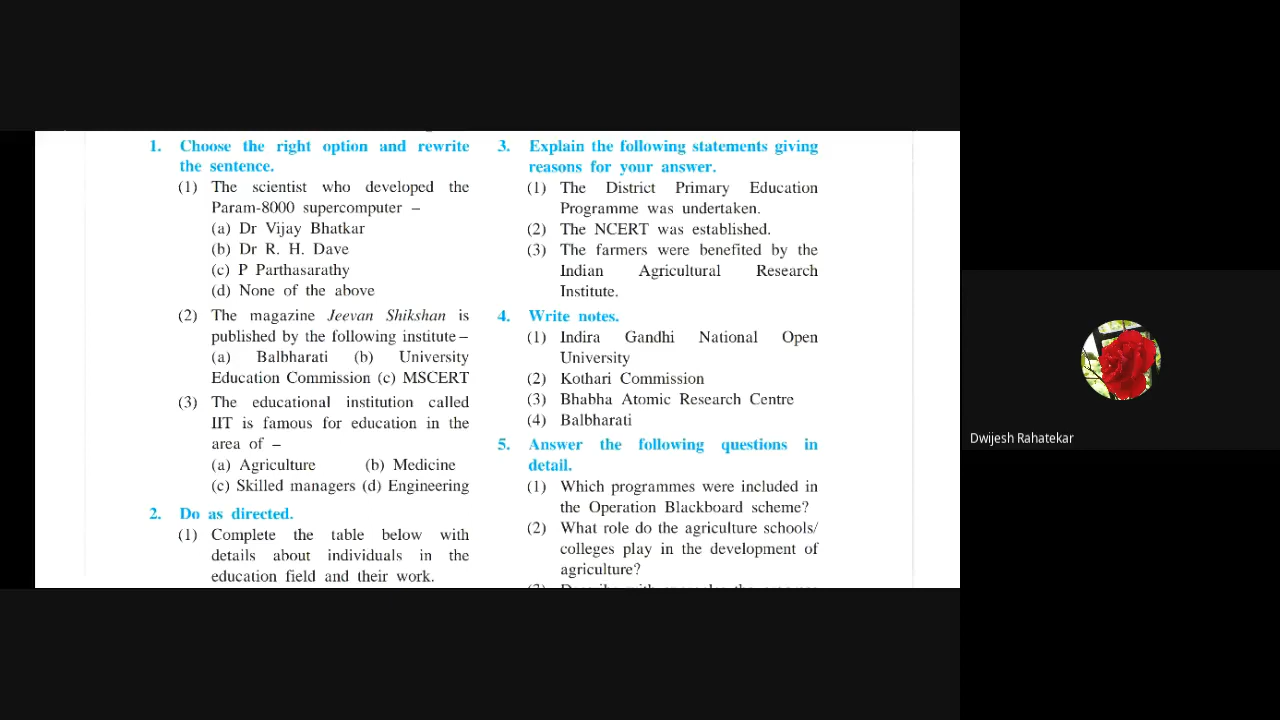 1. Choose the right option and rewrite
the sentence.
(1) The scientist who developed the
Param-8000 supercomputer –
(a) Dr Vijay Bhatkar
(b) Dr R. H. Dave
(c) P Parthasarathy
(d) None of the above
(2) The magazine Jeevan Shikshan is
published by the following institute–
(a) Balbharati (b) University
Education Commission (c) MSCERT
(3) The educational institution called
IIT is famous for education in the
area of –
(a) Agriculture (b) Medicine
(c) Skilled managers (d) Engineering
2. Do as directed.
(1) Complete the table below with
details about individuals in the
education field and their work.
3. Explain the following statements giving
reasons for your answer.
(1) The District Primary Education
Programme was undertaken.
(2) The NCERT was established.
(3) The farmers were benefited by the
Indian Agricultural Research
Institute.
4. Write notes.
(1) Indira Gandhi National Open
University
(2) Kothari Commission
(3) Bhabha Atomic Research Centre
(4) Balbharati
5. Answer the following questions in
detail.
(1) Which programmes were included in
the Operation Blackboard scheme?
(2) What role do the agriculture schools/
colleges play in the development of
agriculture?
Dwijesh Rahatekar